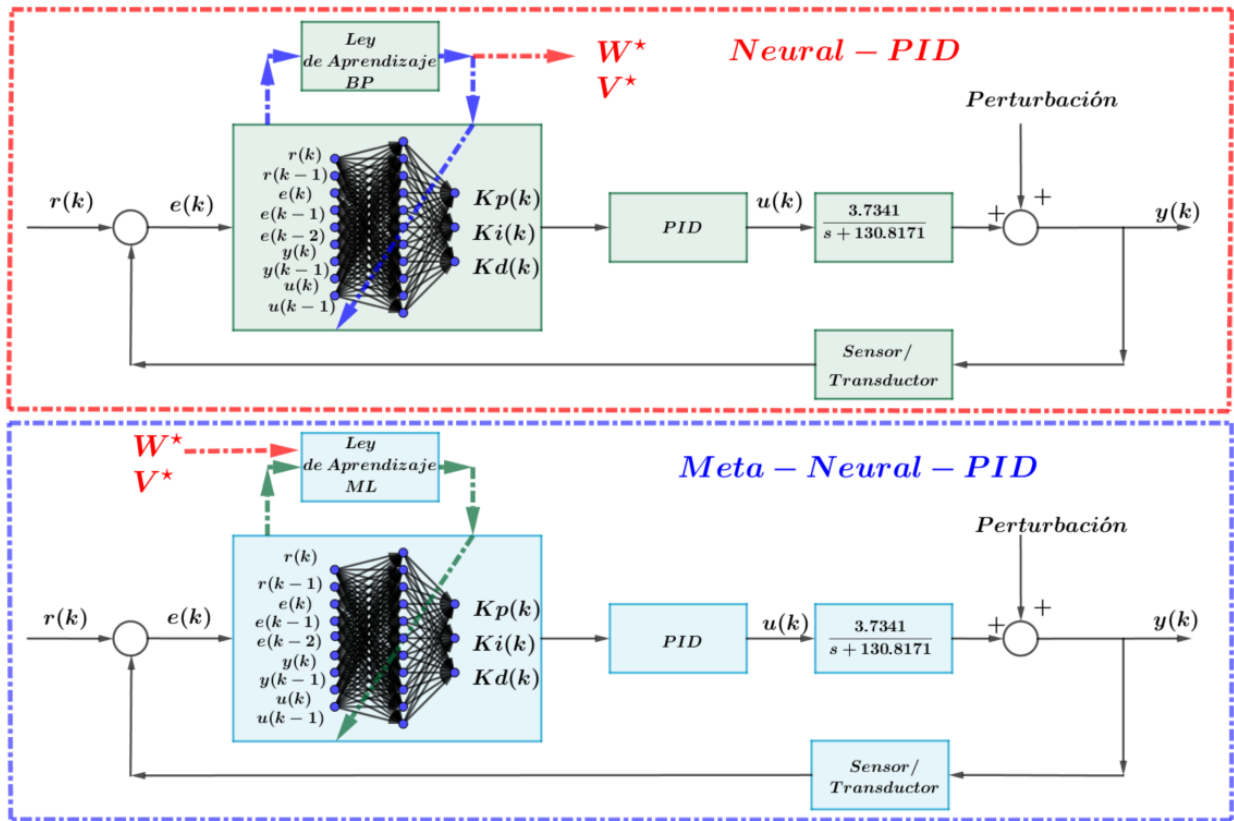 Ley
de Aprendizaje
BP
W*
V*
Neural – PID
Perturbación
r(k)
e(k)
r(k)
r(k−1)
e(k)
e(k−1)
e(k−2)
y(k)
y(k−1)
u(k)
u(k−1)
Kp(k)
Ki(k)
Kd(k)
PID
u(k)
3.7341
s + 130.8171
+
+
y(k)
Sensor/
Transductor
W*
V*
Ley
de Aprendizaje
ML
Meta – Neural – PID
Perturbación
r(k)
e(k)
r(k)
r(k−1)
e(k)
e(k−1)
e(k−2)
y(k)
y(k−1)
u(k)
u(k−1)
Kp(k)
Ki(k)
Kd(k)
PID
u(k)
3.7341
s + 130.8171
+
+
y(k)
Sensor/
Transductor